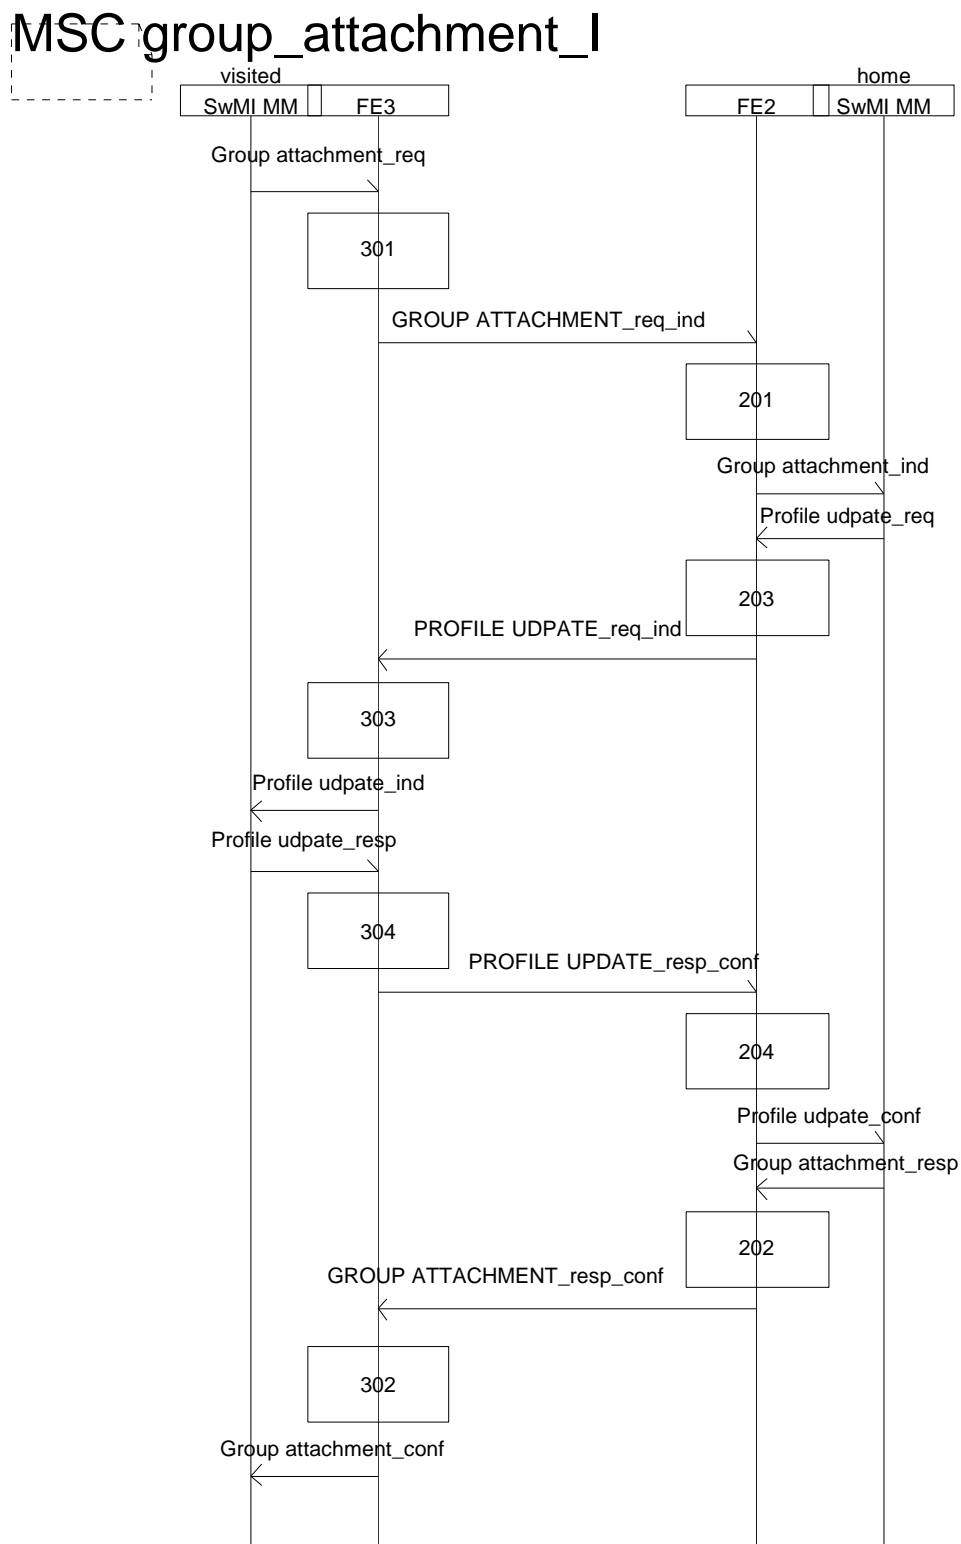 MSC group_attachment_I
visited
home
SwMI MM
FE3
FE2
SwMI MM
Group attachment_req
301
GROUP ATTACHMENT_req_ind
201
Group attachment_ind
Profile udpate_req
203
PROFILE UDPATE_req_ind
303
Profile udpate_ind
Profile udpate_resp
304
PROFILE UPDATE_resp_conf
204
Profile udpate_conf
Group attachment_resp
202
GROUP ATTACHMENT_resp_conf
302
Group attachment_conf